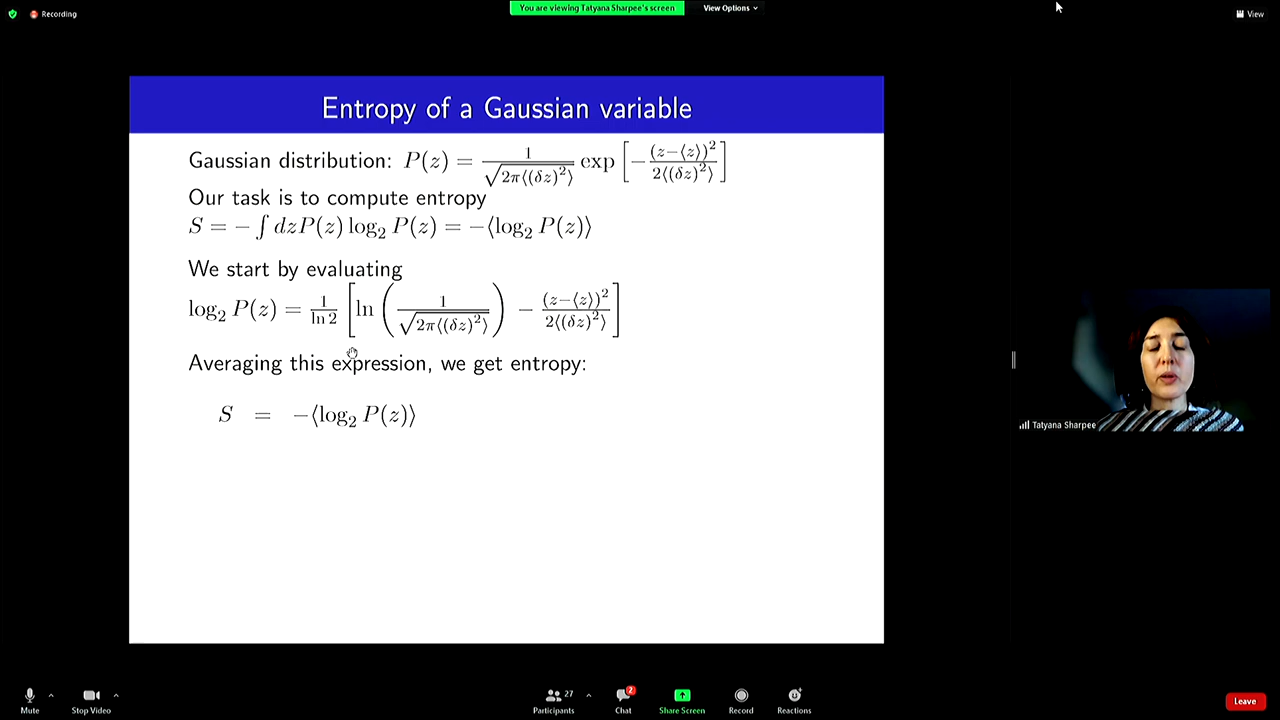 Recording
You are viewing Tatyana Sharpee's screen
View Options
View
Entropy of a Gaussian variable
Gaussian distribution: P(z) = 1/√(2π⟨(δz)²⟩) exp[−(z−⟨z⟩)²/2⟨(δz)²⟩]
Our task is to compute entropy
S = − ∫ dzP(z) log₂ P(z) = −⟨log₂ P(z)⟩
We start by evaluating
log₂ P(z) = 1/ln 2 [ln (1/√(2π⟨(δz)²⟩)) − (z−⟨z⟩)²/2⟨(δz)²⟩]
Averaging this expression, we get entropy:
S = −⟨log₂ P(z)⟩
Tatyana Sharpee
Mute
Stop Video
Participants
27
Chat
2
Share Screen
Record
Reactions
Leave